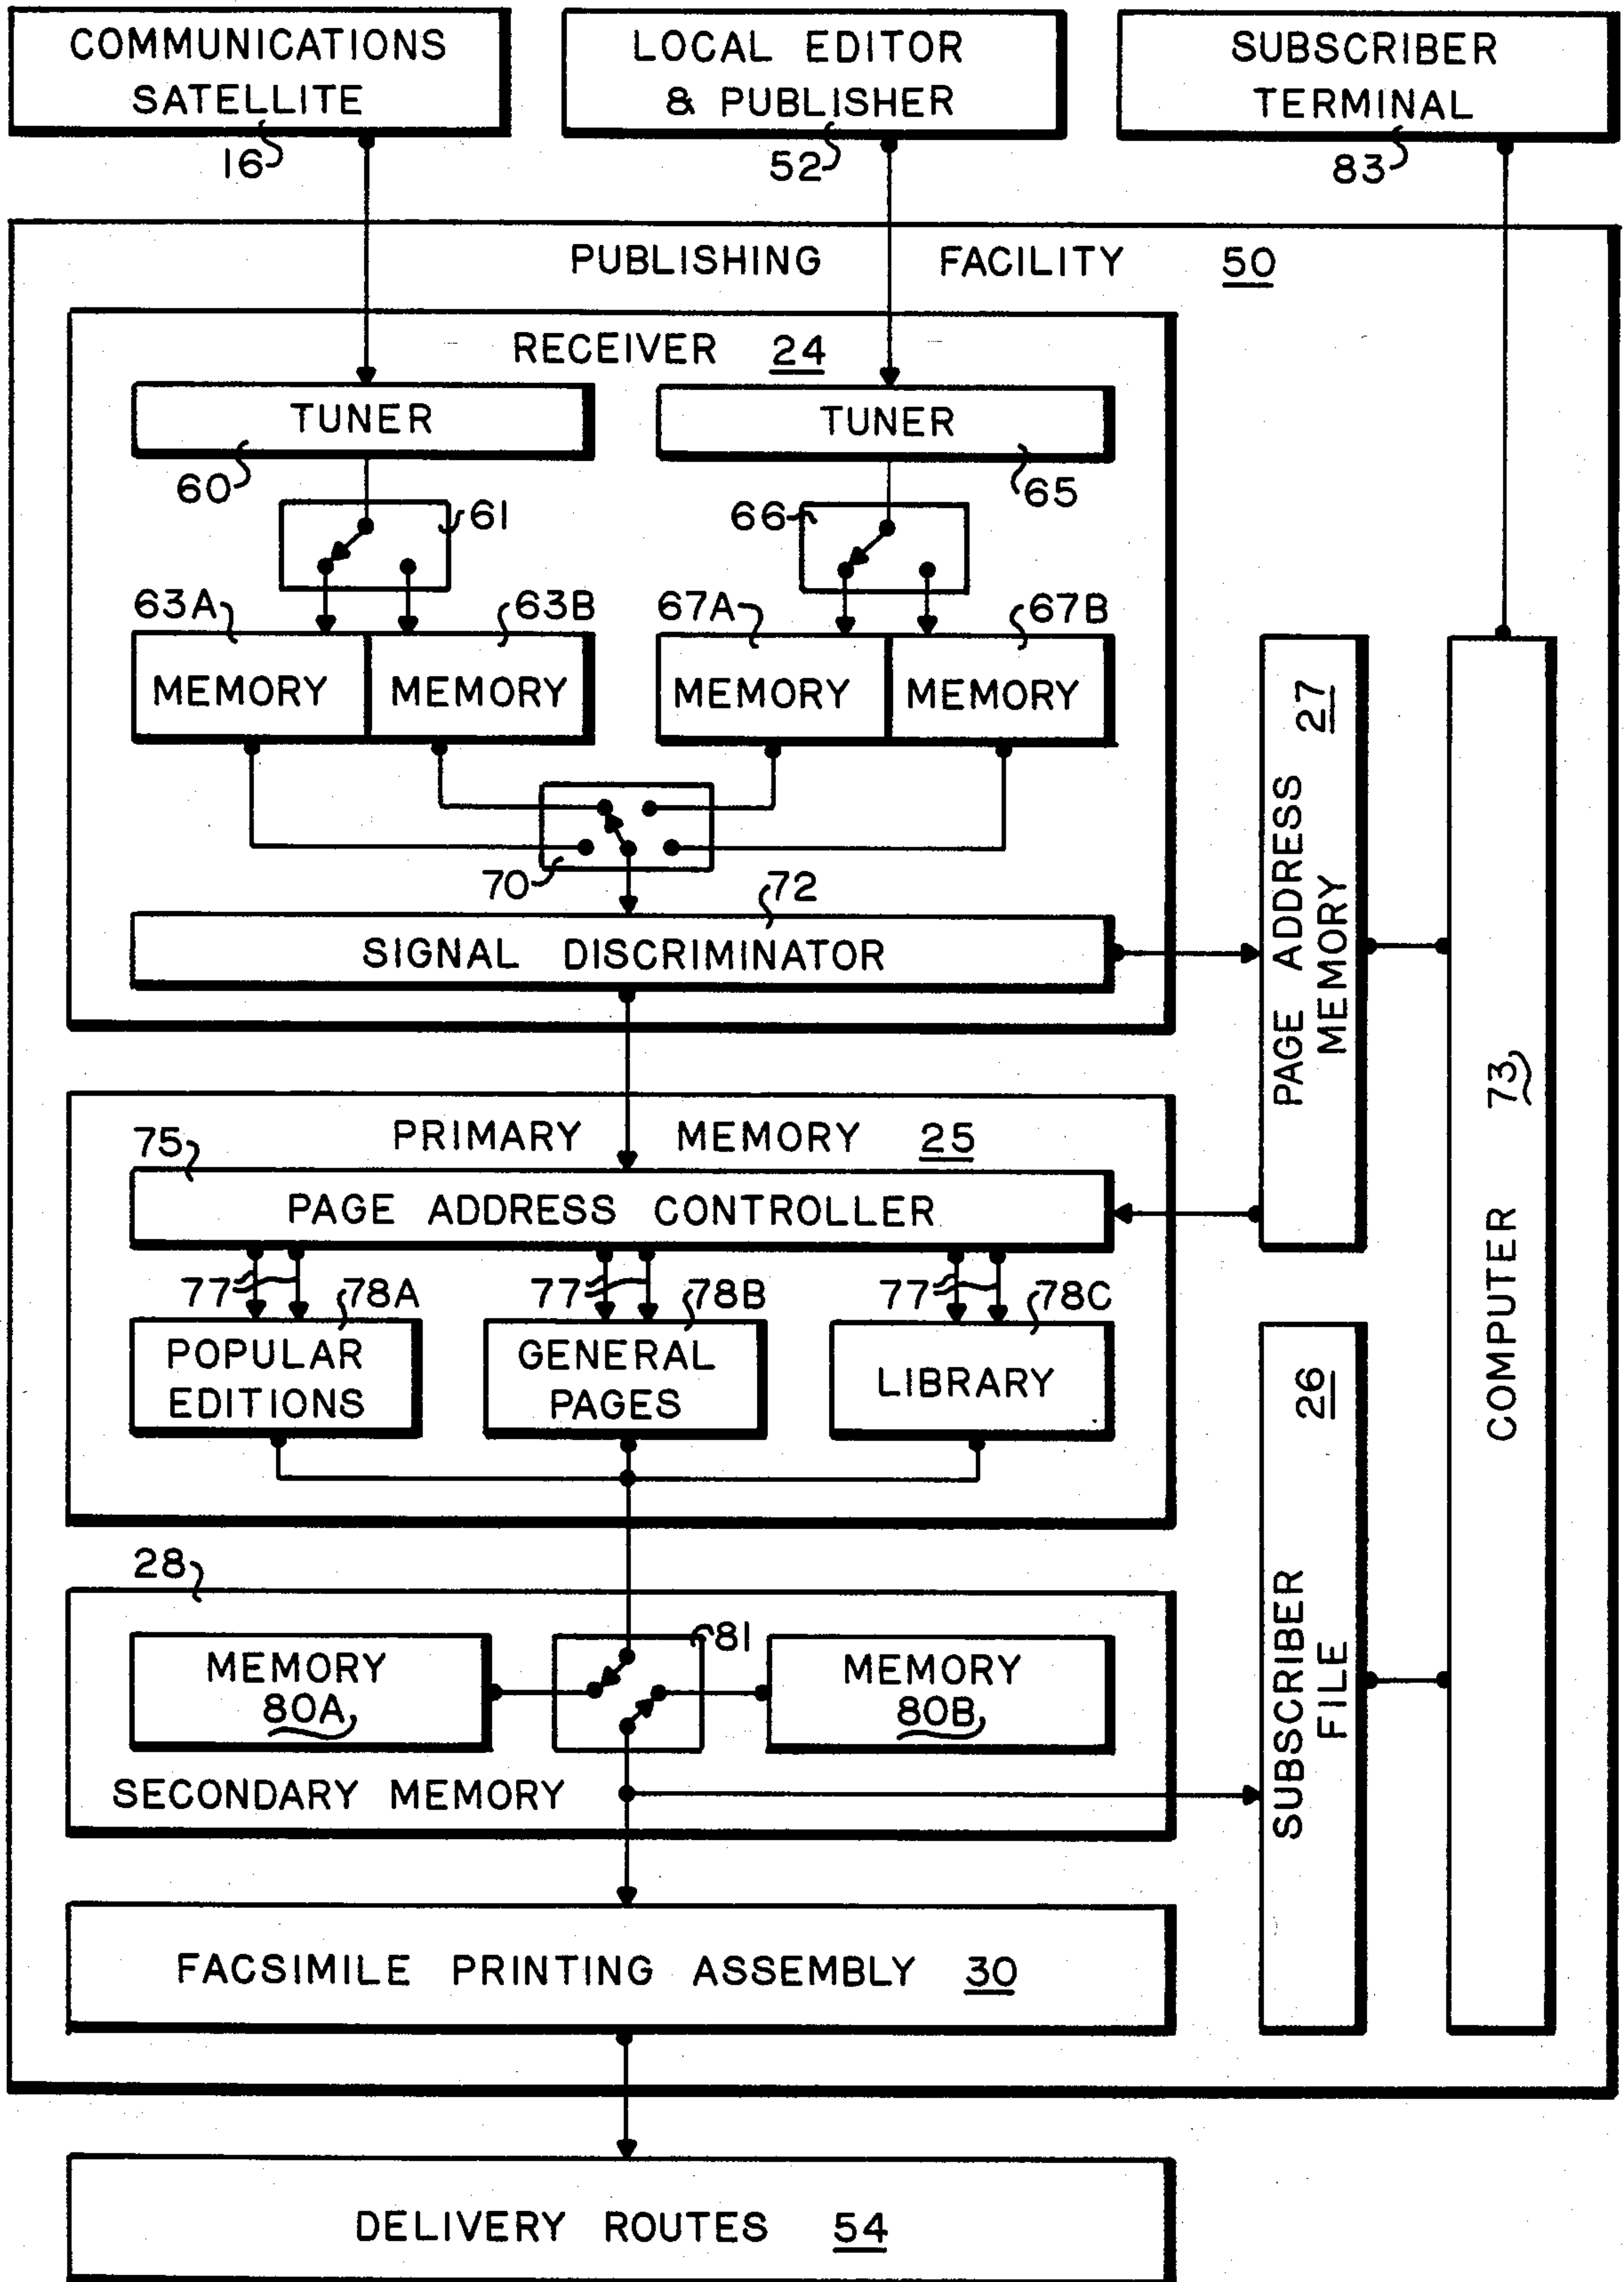 COMMUNICATIONS
SATELLITE
16
LOCAL EDITOR
& PUBLISHER
52
SUBSCRIBER
TERMINAL
83
PUBLISHING FACILITY 50
RECEIVER 24
TUNER
60
TUNER
65
61
66
63A
63B
67A
67B
MEMORY
MEMORY
MEMORY
MEMORY
70
72
SIGNAL DISCRIMINATOR
PAGE ADDRESS
MEMORY
27
COMPUTER 73
PRIMARY MEMORY 25
75
PAGE ADDRESS CONTROLLER
77
78A
77
78B
77
78C
POPULAR
EDITIONS
GENERAL
PAGES
LIBRARY
SUBSCRIBER
FILE
26
28
81
MEMORY
80A
MEMORY
80B
SECONDARY MEMORY
FACSIMILE PRINTING ASSEMBLY 30
DELIVERY ROUTES 54